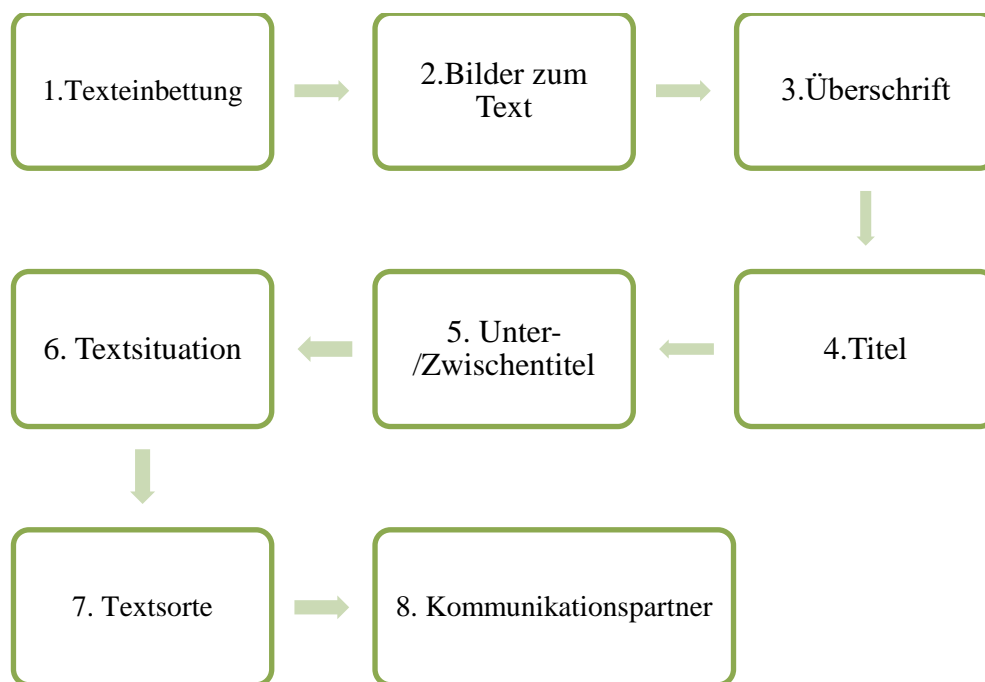 1.Texteinbettung
2.Bilder zum
Text
3.Überschrift
4.Titel
5. Unter-
/Zwischentitel
6. Textsituation
7. Textsorte
8. Kommunikationspartner